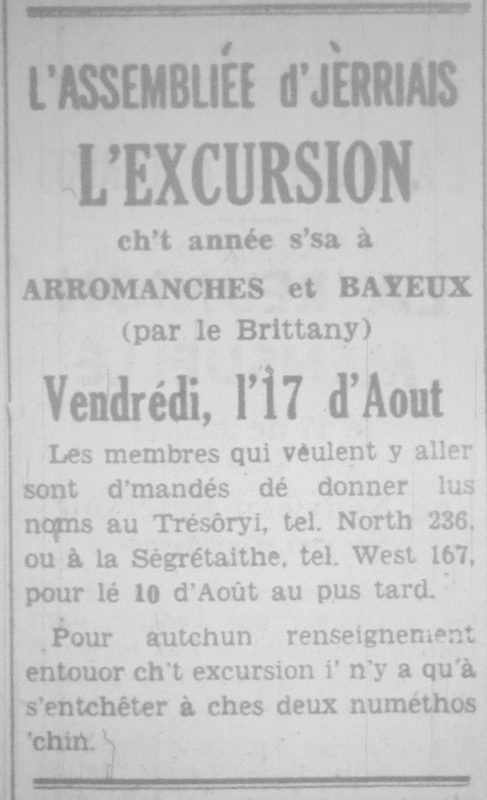 L'ASSEMBLIÉE d'JÈRRIAIS
L'EXCURSION
ch't année s'sa à
ARROMANCHES et BAYEUX
(par le Brittany)
Vendrédi, l'17 d'Aout
Les membres qui vèulent y aller
sont d'mandés dé donner lus
noms au Trésôryi, tel. North 236,
ou à la Ségrétaithe, tel. West 167,
pour lé 10 d'Août au pus tard.
Pour autchun renseignement
entouor ch't excursion i' n'y a qu'à
s'entchêter à ches deux numéthos
'chin.